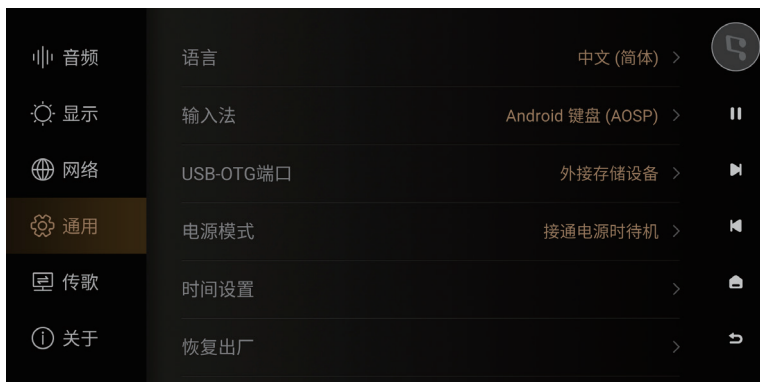 音频
显示
网络
通用
传歌
关于
语言 中文 (简体)
输入法 Android 键盘 (AOSP)
USB-OTG端口 外接存储设备
电源模式 接通电源时待机
时间设置
恢复出厂